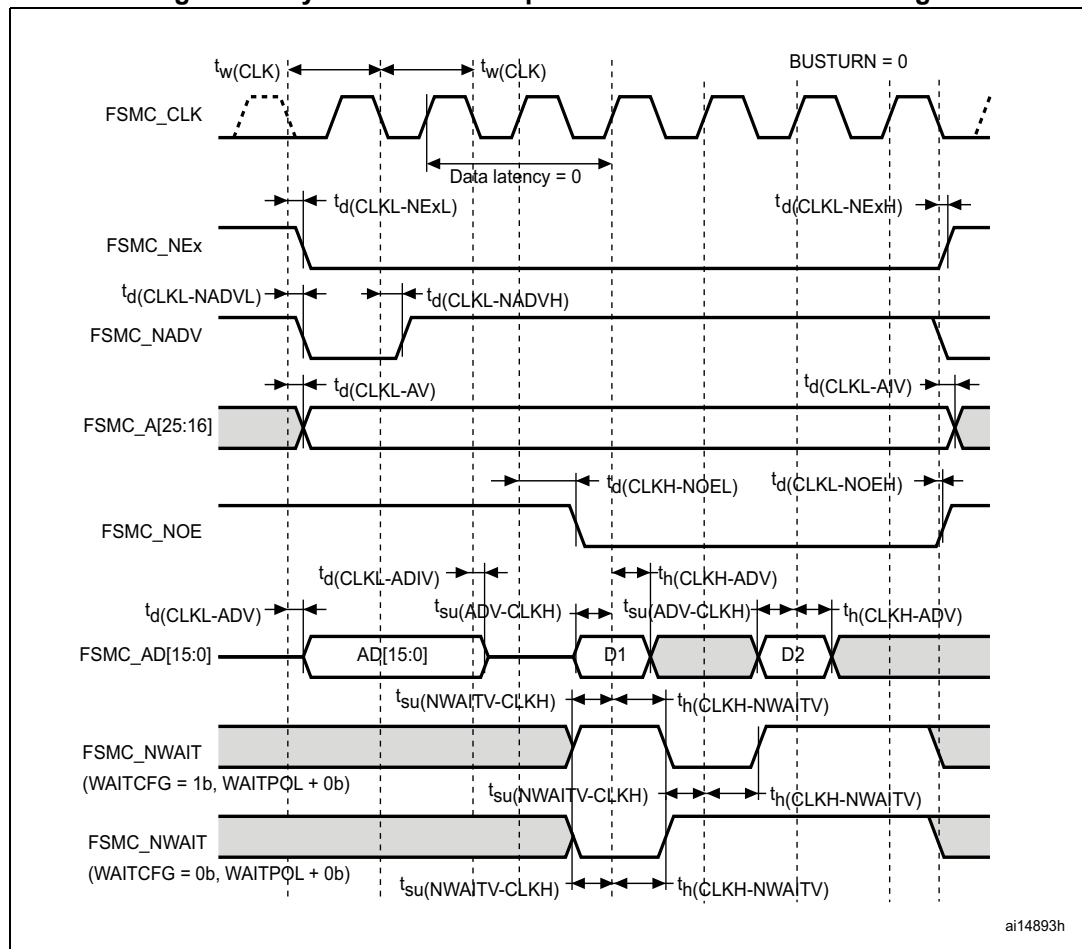 tw(CLK) tw(CLK) BUSTURN = 0
FSMC_CLK
Data latency = 0
td(CLKL-NExL) td(CLKL-NExH)
FSMC_NEx
td(CLKL-NADVL) td(CLKL-NADVH)
FSMC_NADV
td(CLKL-AV) td(CLKL-AIV)
FSMC_A[25:16]
td(CLKH-NOEL) td(CLKL-NOEH)
FSMC_NOE
td(CLKL-ADIV) th(CLKH-ADV)
td(CLKL-ADV) tsu(ADV-CLKH) tsu(ADV-CLKH) th(CLKH-ADV)
FSMC_AD[15:0] AD[15:0] D1 D2
tsu(NWAITV-CLKH) th(CLKH-NWAITV)
FSMC_NWAIT
(WAITCFG = 1b, WAITPOL + 0b)
tsu(NWAITV-CLKH) th(CLKH-NWAITV)
FSMC_NWAIT
(WAITCFG = 0b, WAITPOL + 0b)
tsu(NWAITV-CLKH) th(CLKH-NWAITV)
ai14893h